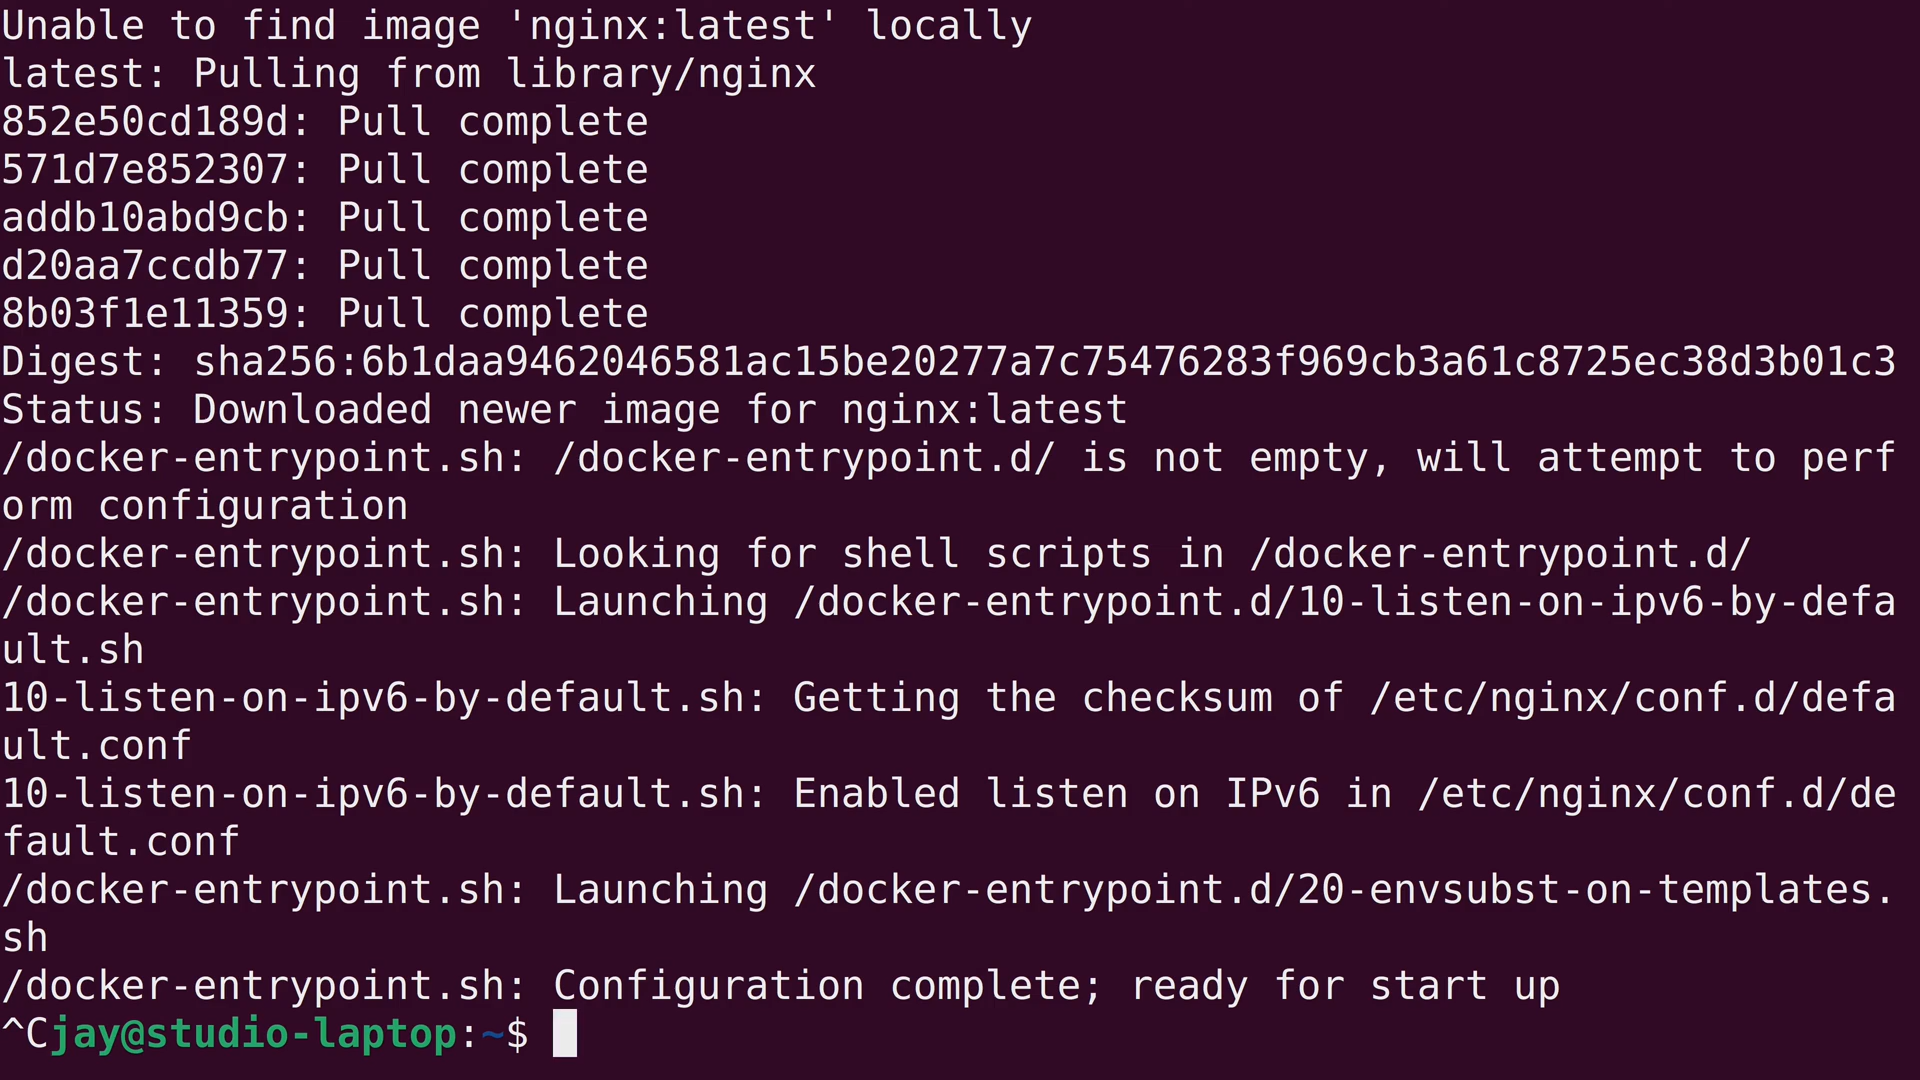 Unable to find image 'nginx:latest' locally
latest: Pulling from library/nginx
852e50cd189d: Pull complete
571d7e852307: Pull complete
addb10abd9cb: Pull complete
d20aa7ccdb77: Pull complete
8b03f1e11359: Pull complete
Digest: sha256:6b1daa9462046581ac15be20277a7c75476283f969cb3a61c8725ec38d3b01c3
Status: Downloaded newer image for nginx:latest
/docker-entrypoint.sh: /docker-entrypoint.d/ is not empty, will attempt to perf
orm configuration
/docker-entrypoint.sh: Looking for shell scripts in /docker-entrypoint.d/
/docker-entrypoint.sh: Launching /docker-entrypoint.d/10-listen-on-ipv6-by-defa
ult.sh
10-listen-on-ipv6-by-default.sh: Getting the checksum of /etc/nginx/conf.d/defa
ult.conf
10-listen-on-ipv6-by-default.sh: Enabled listen on IPv6 in /etc/nginx/conf.d/de
fault.conf
/docker-entrypoint.sh: Launching /docker-entrypoint.d/20-envsubst-on-templates.
sh
/docker-entrypoint.sh: Configuration complete; ready for start up
^Cjay@studio-laptop:~$